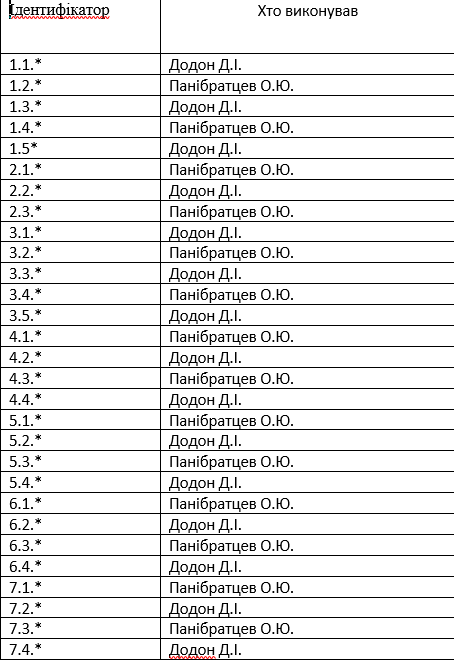 Ідентифікатор Хто виконував
1.1.* Додон Д.І.
1.2.* Панібратцев О.Ю.
1.3.* Додон Д.І.
1.4.* Панібратцев О.Ю.
1.5* Додон Д.І.
2.1.* Панібратцев О.Ю.
2.2.* Додон Д.І.
2.3.* Панібратцев О.Ю.
3.1.* Додон Д.І.
3.2.* Панібратцев О.Ю.
3.3.* Додон Д.І.
3.4.* Панібратцев О.Ю.
3.5.* Додон Д.І.
4.1.* Панібратцев О.Ю.
4.2.* Додон Д.І.
4.3.* Панібратцев О.Ю.
4.4.* Додон Д.І.
5.1.* Панібратцев О.Ю.
5.2.* Додон Д.І.
5.3.* Панібратцев О.Ю.
5.4.* Додон Д.І.
6.1.* Панібратцев О.Ю.
6.2.* Додон Д.І.
6.3.* Панібратцев О.Ю.
6.4.* Додон Д.І.
7.1.* Панібратцев О.Ю.
7.2.* Додон Д.І.
7.3.* Панібратцев О.Ю.
7.4.* Додон Д.І.